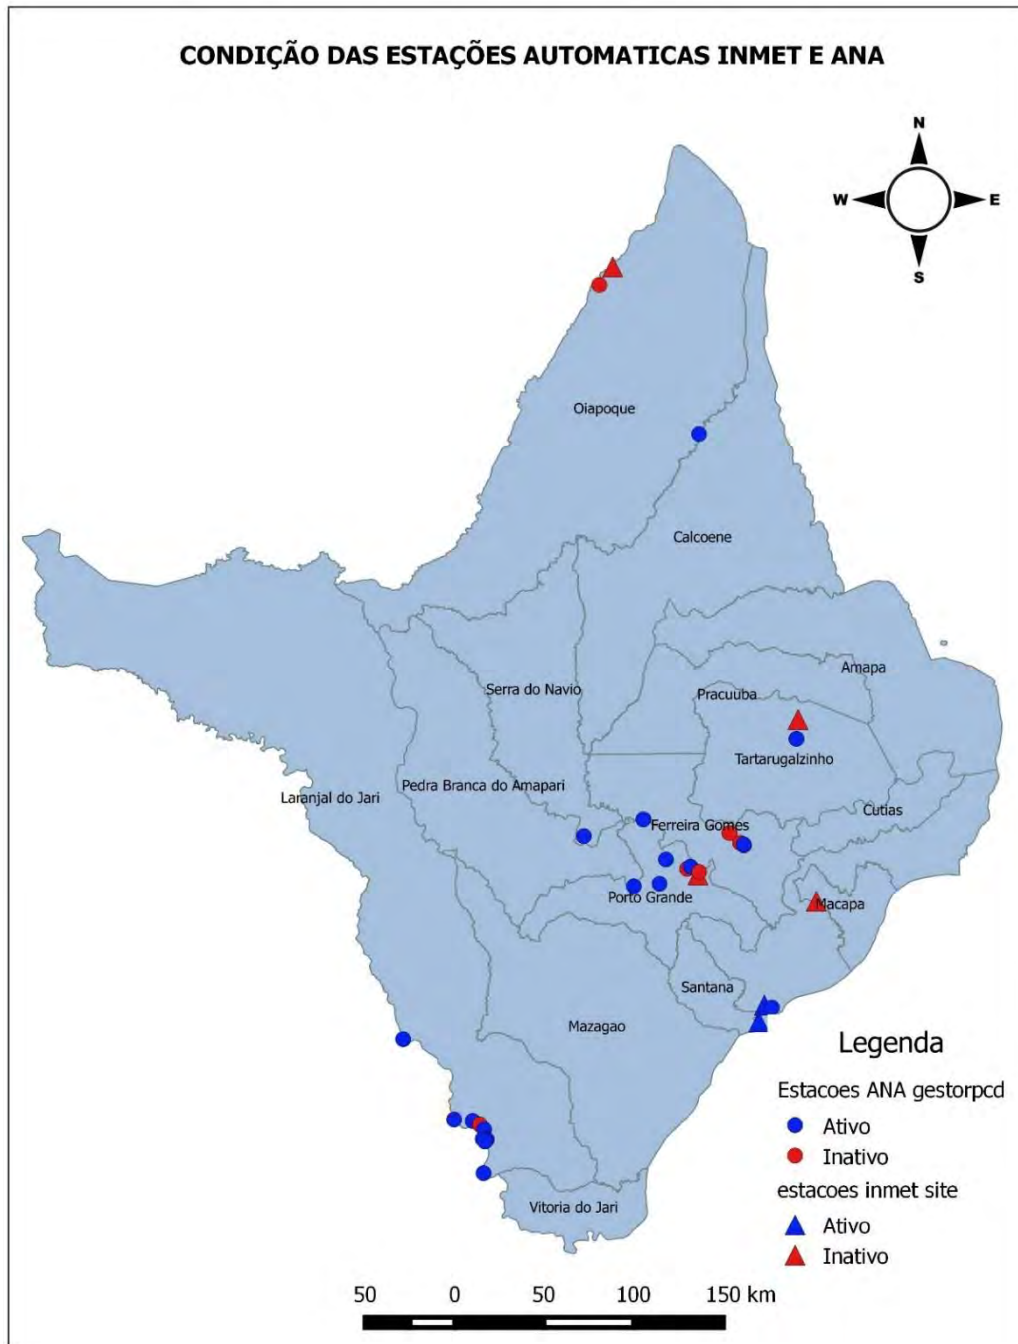 CONDIÇÃO DAS ESTAÇÕES AUTOMATICAS INMET E ANA
N
W
E
S
Oiapoque
Calcoene
Amapa
Serra do Navio
Pracuuba
Tartarugalzinho
Pedra Branca do Amapari
Laranjal do Jari
Cutias
Ferreira Gomes
Porto Grande
Macapa
Santana
Mazagao
Vitoria do Jari
Legenda
Estacoes ANA gestorpcd
Ativo
Inativo
estacoes inmet site
Ativo
Inativo
50 0 50 100 150 km